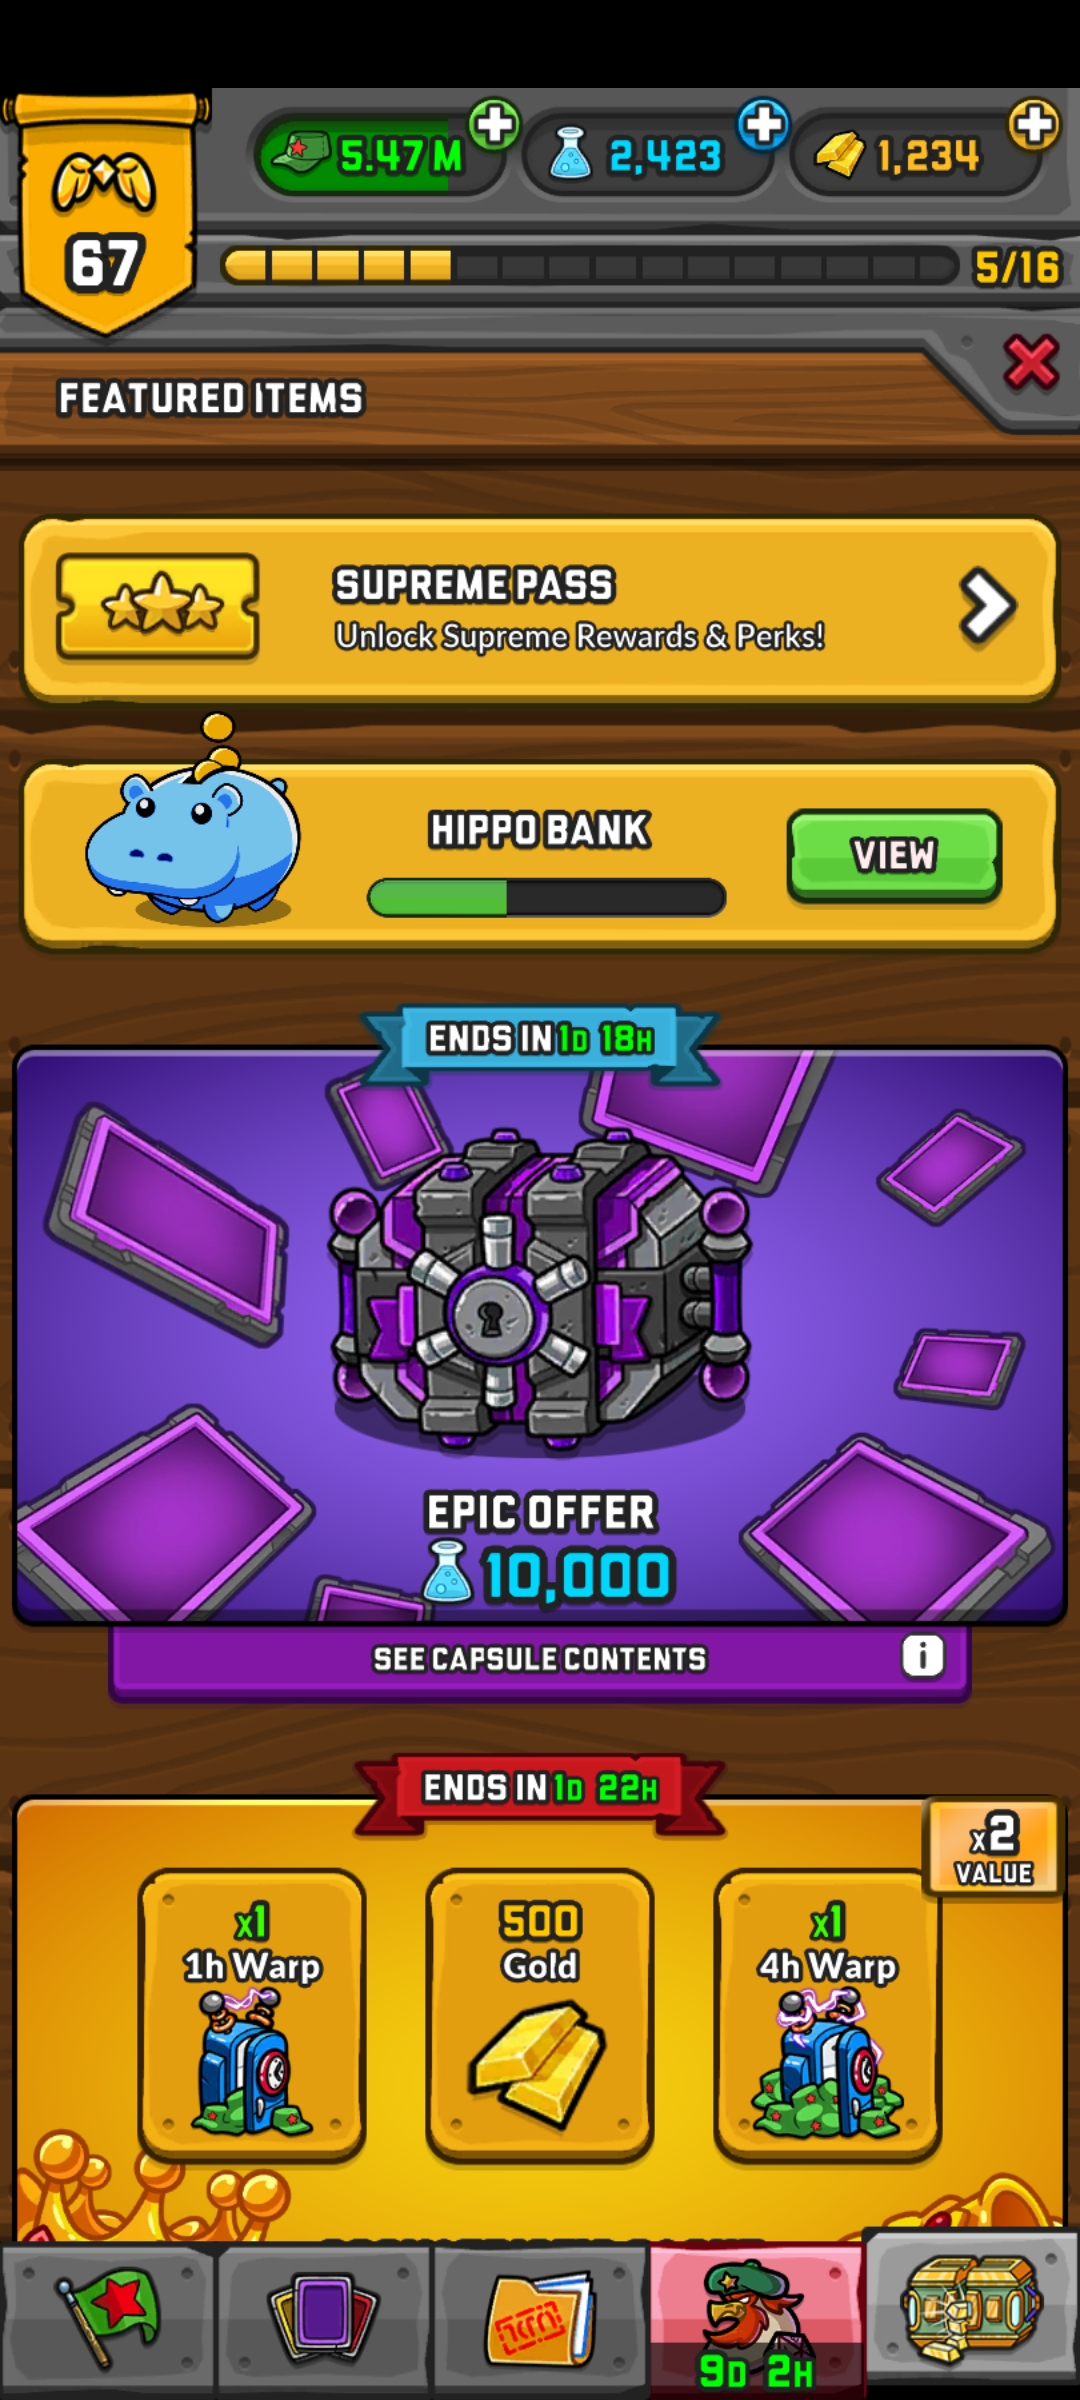 5.47M
2,423
1,234
67
5/16
FEATURED ITEMS
SUPREME PASS
Unlock Supreme Rewards & Perks!
HIPPO BANK
VIEW
ENDS IN 1D 18H
EPIC OFFER
10,000
SEE CAPSULE CONTENTS
i
ENDS IN 1D 22H
x2
VALUE
x1
1h Warp
500
Gold
x1
4h Warp
9D 2H